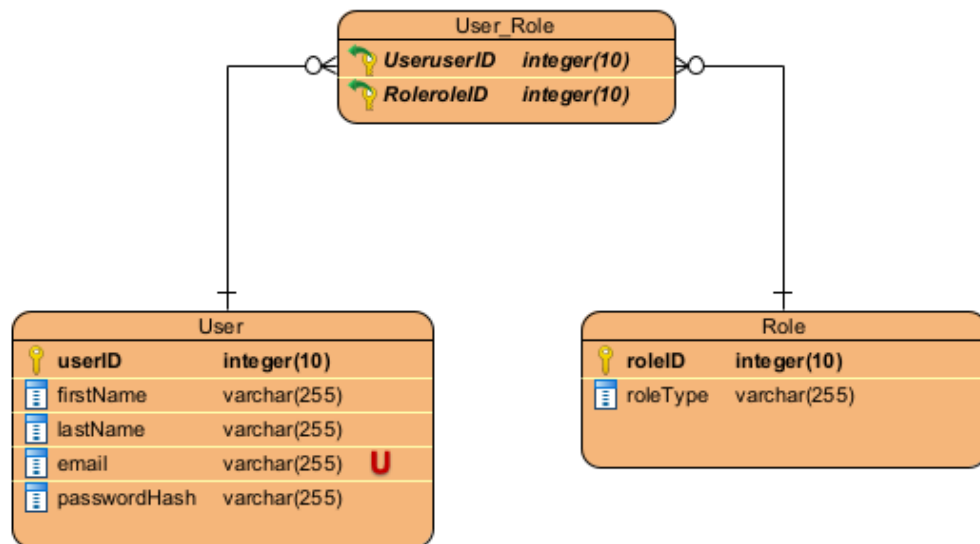 User_Role
UseruserID integer(10)
RoleroleID integer(10)
User
userID integer(10)
firstName varchar(255)
lastName varchar(255)
email varchar(255) U
passwordHash varchar(255)
Role
roleID integer(10)
roleType varchar(255)